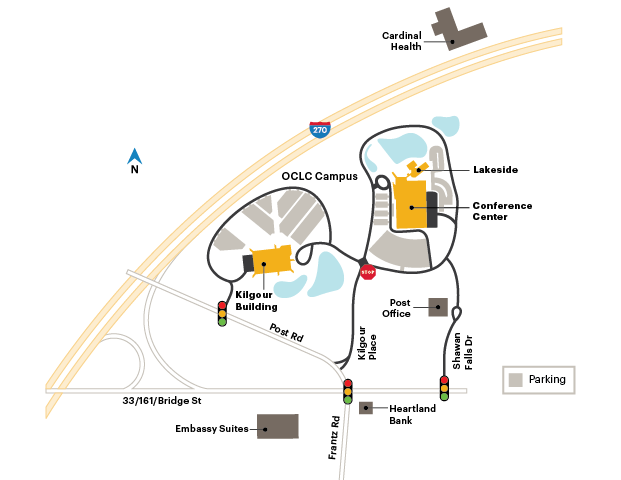 Cardinal
Health
270
OCLC Campus
N
Lakeside
Conference
Center
STOP
Kilgour
Building
Post
Office
Post Rd
Kilgour
Place
Shawan
Falls Dr
Parking
33/161/Bridge St
Heartland
Bank
Embassy Suites
Frantz Rd